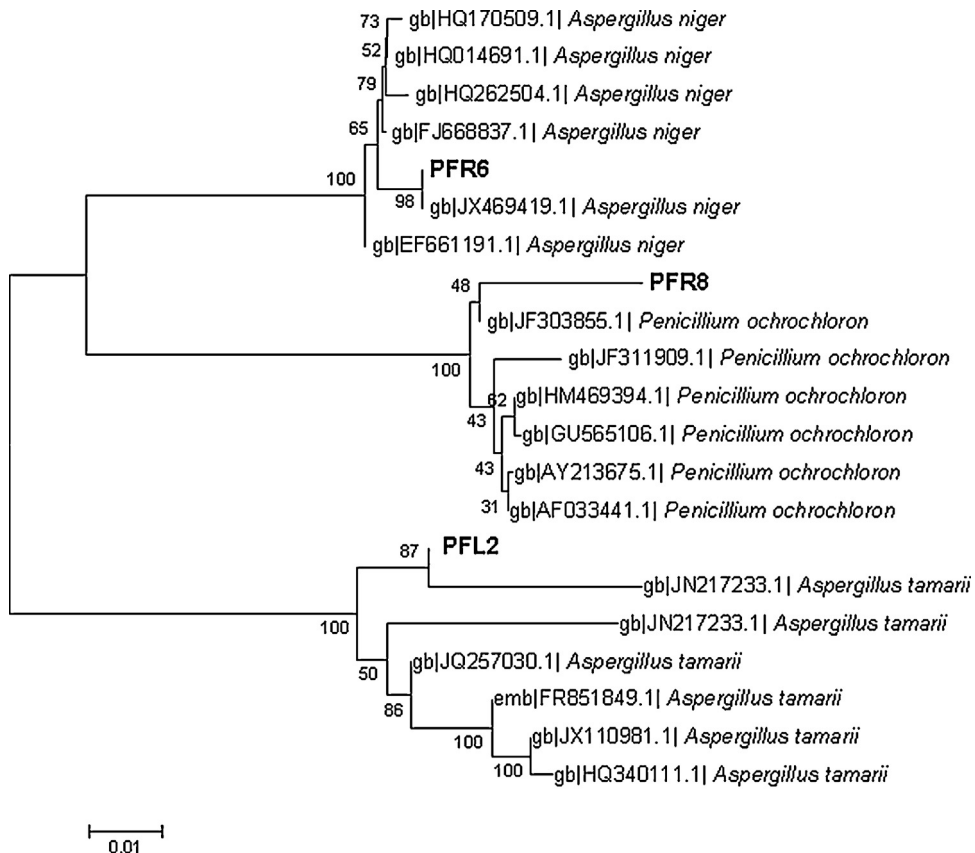 73
gb|HQ170509.1| Aspergillus niger
52
gb|HQ014691.1| Aspergillus niger
79
gb|HQ262504.1| Aspergillus niger
65
gb|FJ668837.1| Aspergillus niger
100
PFR6
98
gb|JX469419.1| Aspergillus niger
gb|EF661191.1| Aspergillus niger
48
PFR8
gb|JF303855.1| Penicillium ochrochloron
100
gb|JF311909.1| Penicillium ochrochloron
62
gb|HM469394.1| Penicillium ochrochloron
43
gb|GU565106.1| Penicillium ochrochloron
43
gb|AY213675.1| Penicillium ochrochloron
31
gb|AF033441.1| Penicillium ochrochloron
87
PFL2
gb|JN217233.1| Aspergillus tamarii
100
gb|JN217233.1| Aspergillus tamarii
50
gb|JQ257030.1| Aspergillus tamarii
86
emb|FR851849.1| Aspergillus tamarii
100
gb|JX110981.1| Aspergillus tamarii
100
gb|HQ340111.1| Aspergillus tamarii
0.01